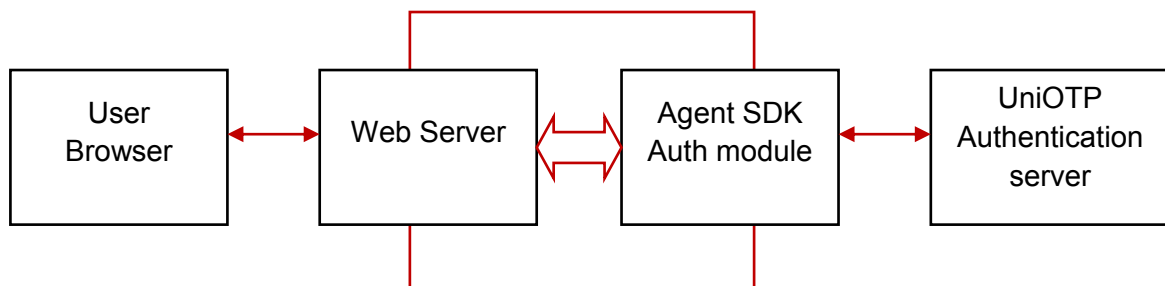 User
Browser
Web Server
Agent SDK
Auth module
UniOTP
Authentication
server